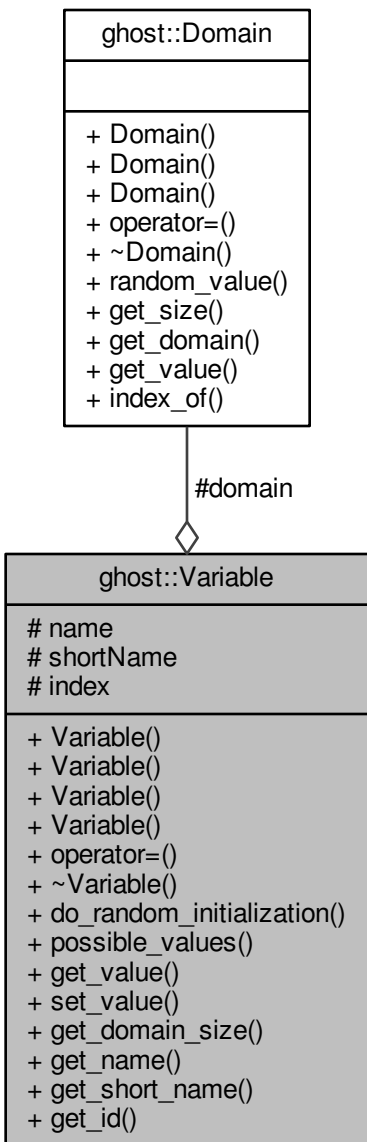 ghost::Domain
+ Domain()
+ Domain()
+ Domain()
+ operator=()
+ ~Domain()
+ random_value()
+ get_size()
+ get_domain()
+ get_value()
+ index_of()
#domain
ghost::Variable
# name
# shortName
# index
+ Variable()
+ Variable()
+ Variable()
+ Variable()
+ operator=()
+ ~Variable()
+ do_random_initialization()
+ possible_values()
+ get_value()
+ set_value()
+ get_domain_size()
+ get_name()
+ get_short_name()
+ get_id()